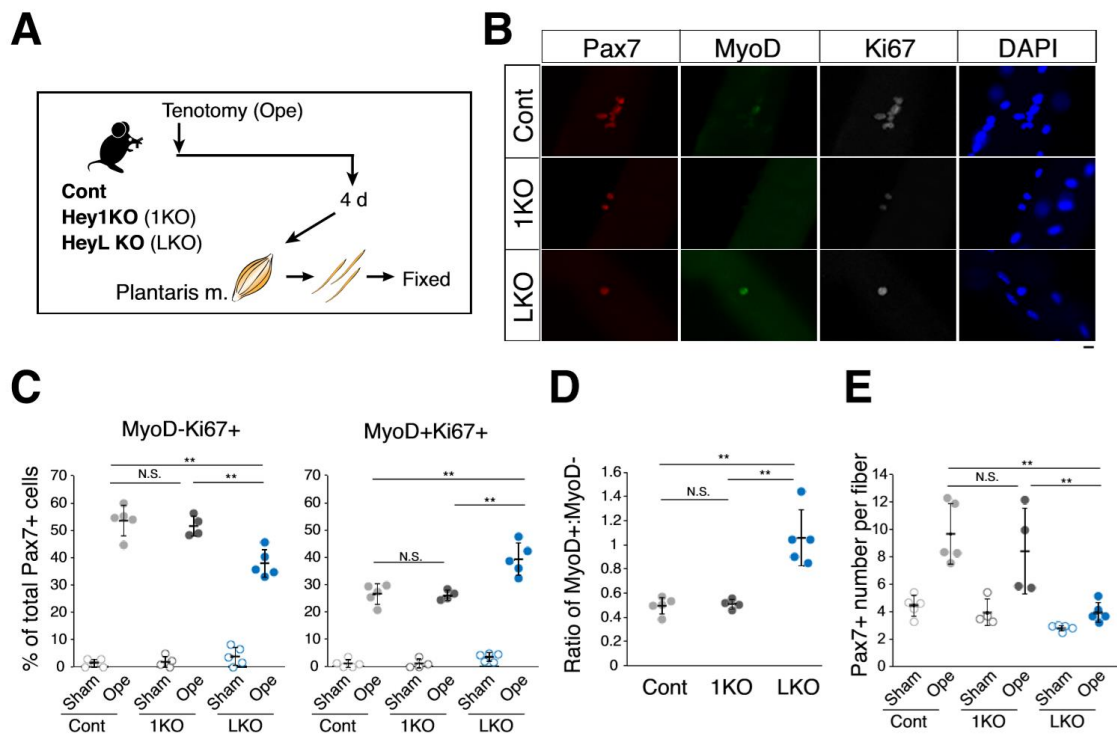 A
Tenotomy (Ope)
Cont
Hey1KO (1KO)
HeyL KO (LKO)
4 d
Plantaris m.
Fixed
B
Pax7 MyoD Ki67 DAPI
Cont
1KO
LKO
C
MyoD-Ki67+
% of total Pax7+ cells
70
60
50
40
30
20
10
0
**
N.S.
**
Sham Ope Sham Ope Sham Ope
Cont 1KO LKO
MyoD+Ki67+
70
60
50
40
30
20
10
0
**
**
N.S.
Sham Ope Sham Ope Sham Ope
Cont 1KO LKO
D
Ratio of MyoD+:MyoD-
1.6
1.4
1.2
1
0.8
0.6
0.4
0.2
0
**
N.S.
**
Cont 1KO LKO
E
Pax7+ number per fiber
14
12
10
8
6
4
2
0
**
N.S.
**
Sham Ope Sham Ope Sham Ope
Cont 1KO LKO